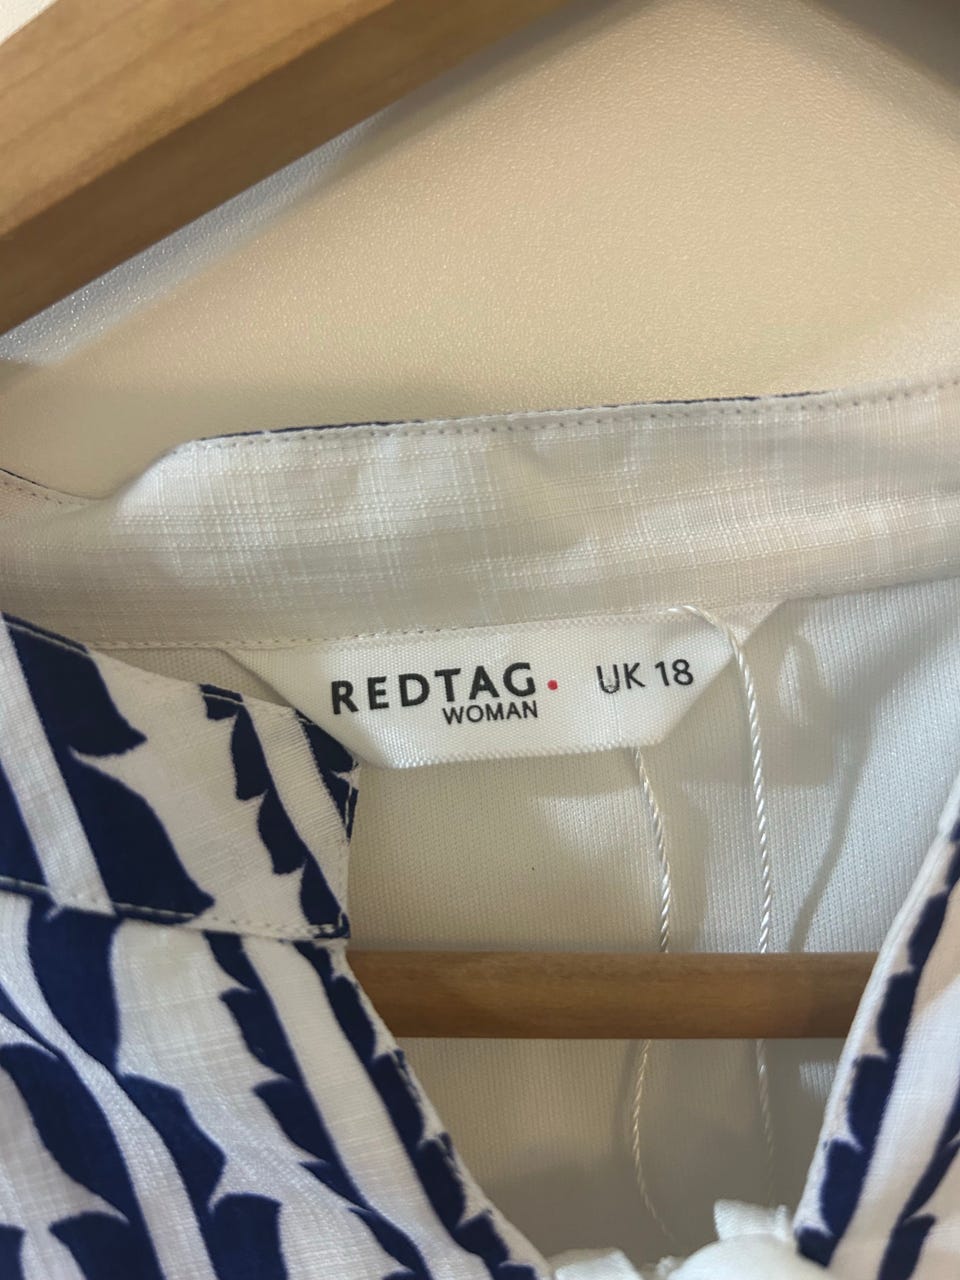 REDTAG. UK 18
WOMAN